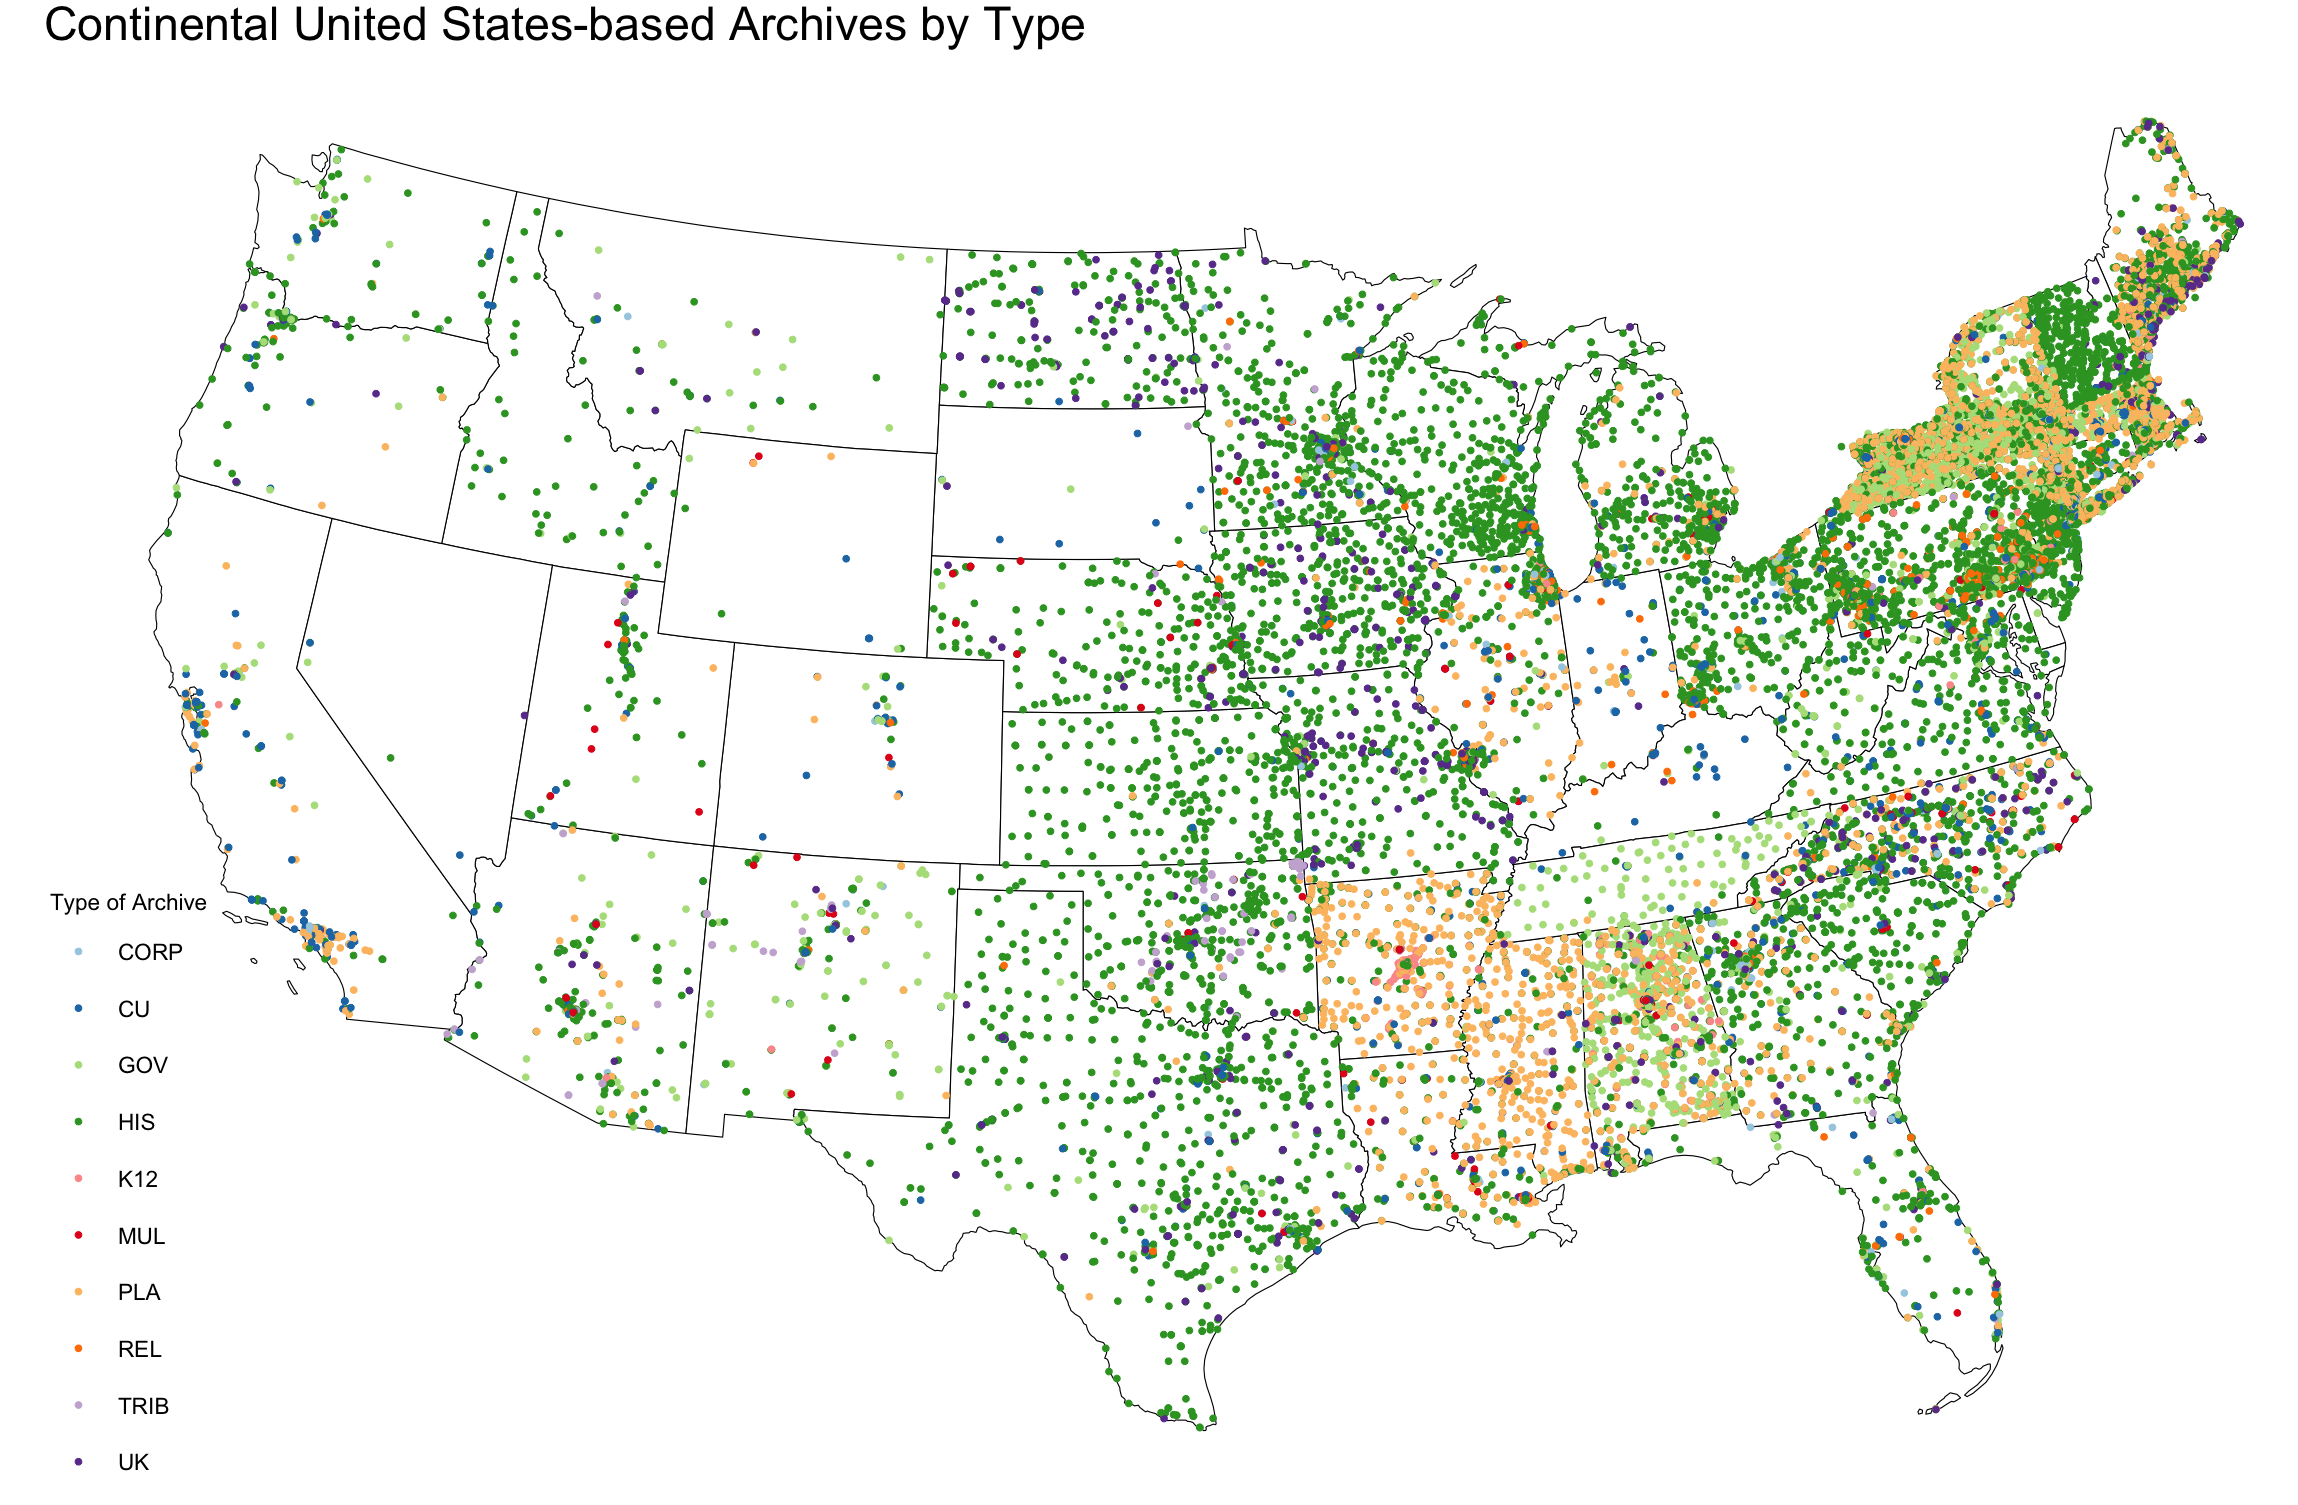 Continental United States-based Archives by Type
Type of Archive
CORP
CU
GOV
HIS
K12
MUL
PLA
REL
TRIB
UK